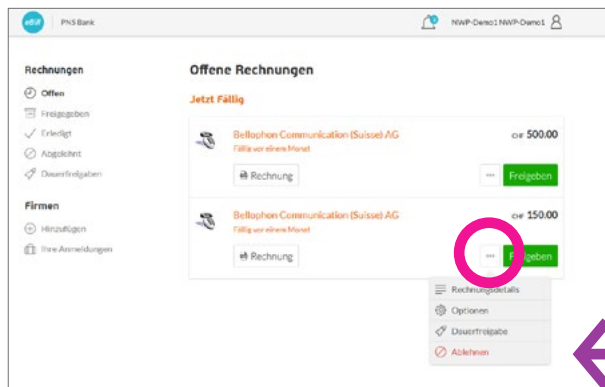 eBill PNS Bank NWP-Demo1 NWP-Demo1
Rechnungen
Offen
Freigegeben
Erledigt
Abgelehnt
Dauerfreigaben
Firmen
Hinzufügen
Ihre Anmeldungen
Offene Rechnungen
Jetzt Fällig
Bellophon Communication (Suisse) AG CHF 500.00
Fällig vor einem Monat
Rechnung ... Freigeben
Bellophon Communication (Suisse) AG CHF 150.00
Fällig vor einem Monat
Rechnung ... Freigeben
Rechnungsdetails
Optionen
Dauerfreigabe
Ablehnen